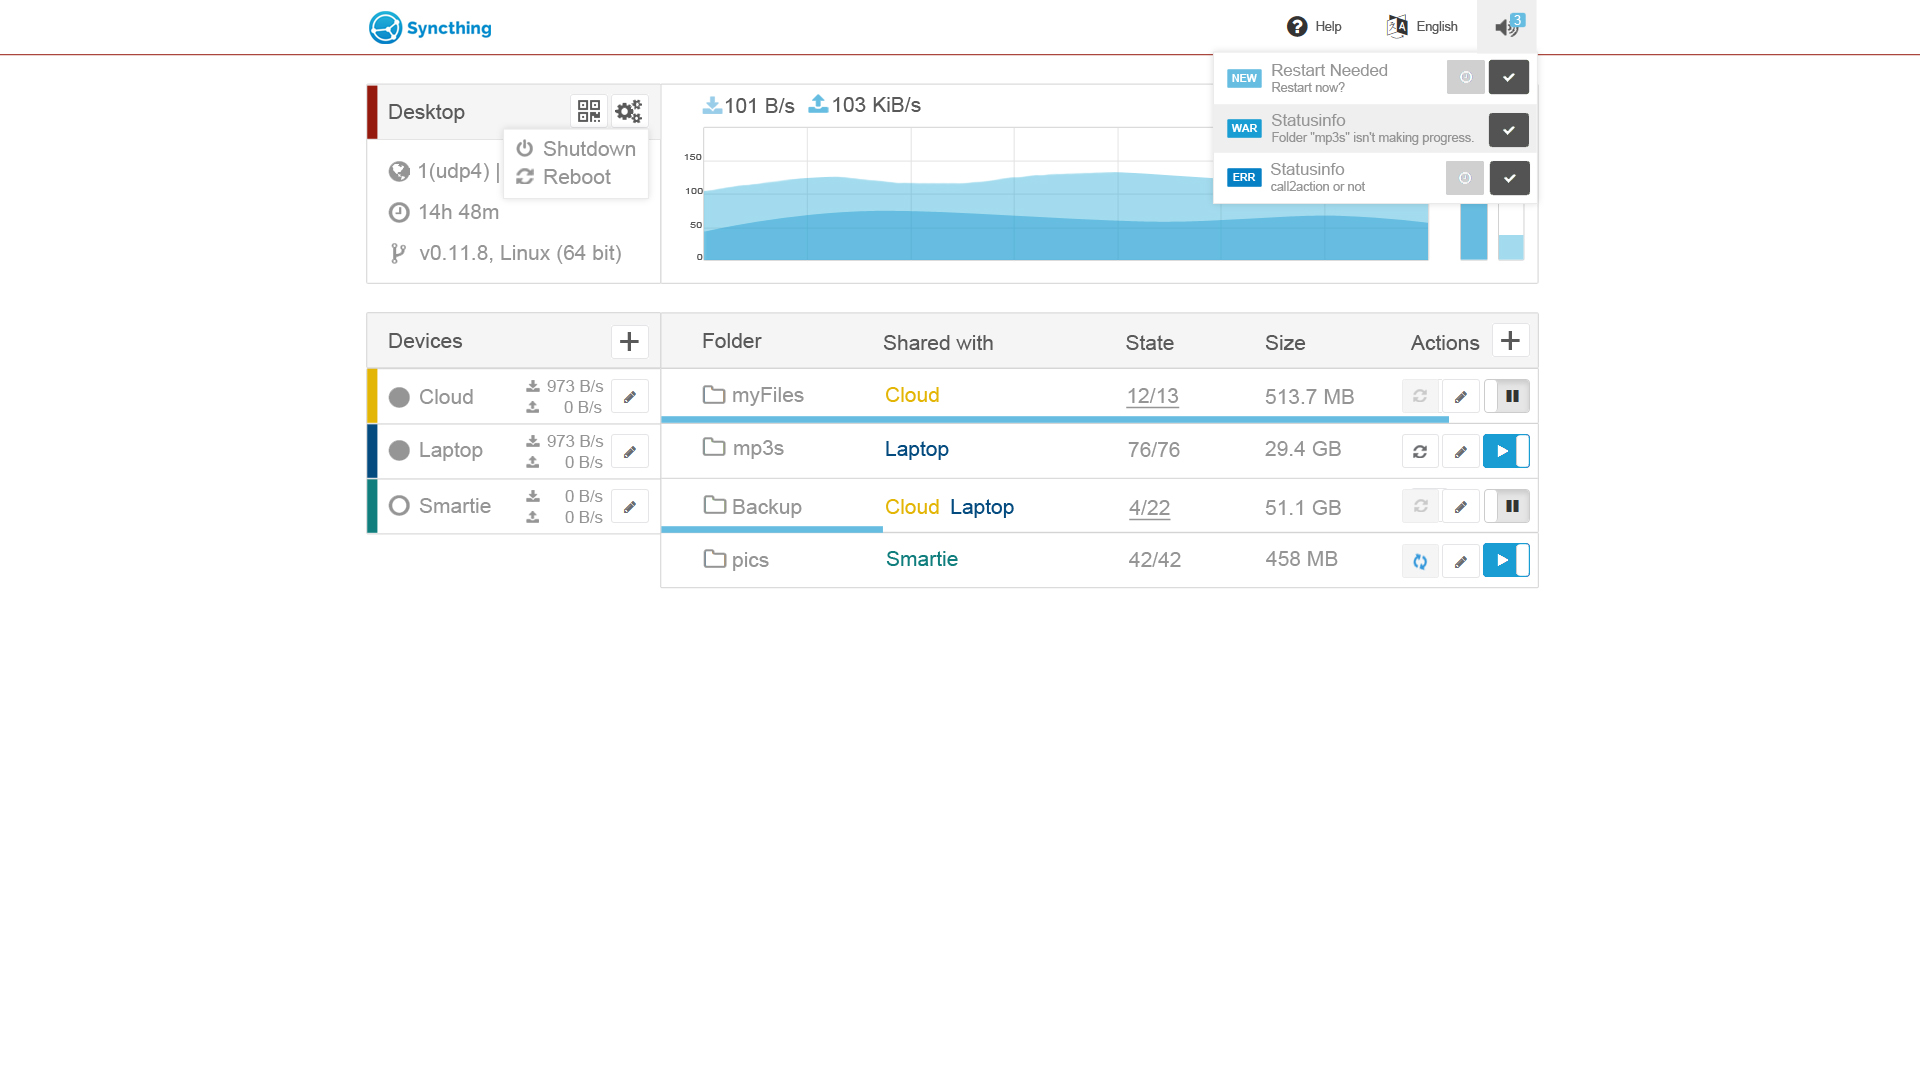 Syncthing
Help
English
3
NEW Restart Needed
Restart now?
WAR Statusinfo
Folder "mp3s" isn't making progress.
ERR Statusinfo
call2action or not
Desktop
Shutdown
Reboot
1(udp4) |
14h 48m
v0.11.8, Linux (64 bit)
101 B/s 103 KiB/s
150
100
50
0
Devices
Cloud 973 B/s
0 B/s
Laptop 973 B/s
0 B/s
Smartie 0 B/s
0 B/s
Folder Shared with State Size Actions
myFiles Cloud 12/13 513.7 MB
mp3s Laptop 76/76 29.4 GB
Backup Cloud Laptop 4/22 51.1 GB
pics Smartie 42/42 458 MB